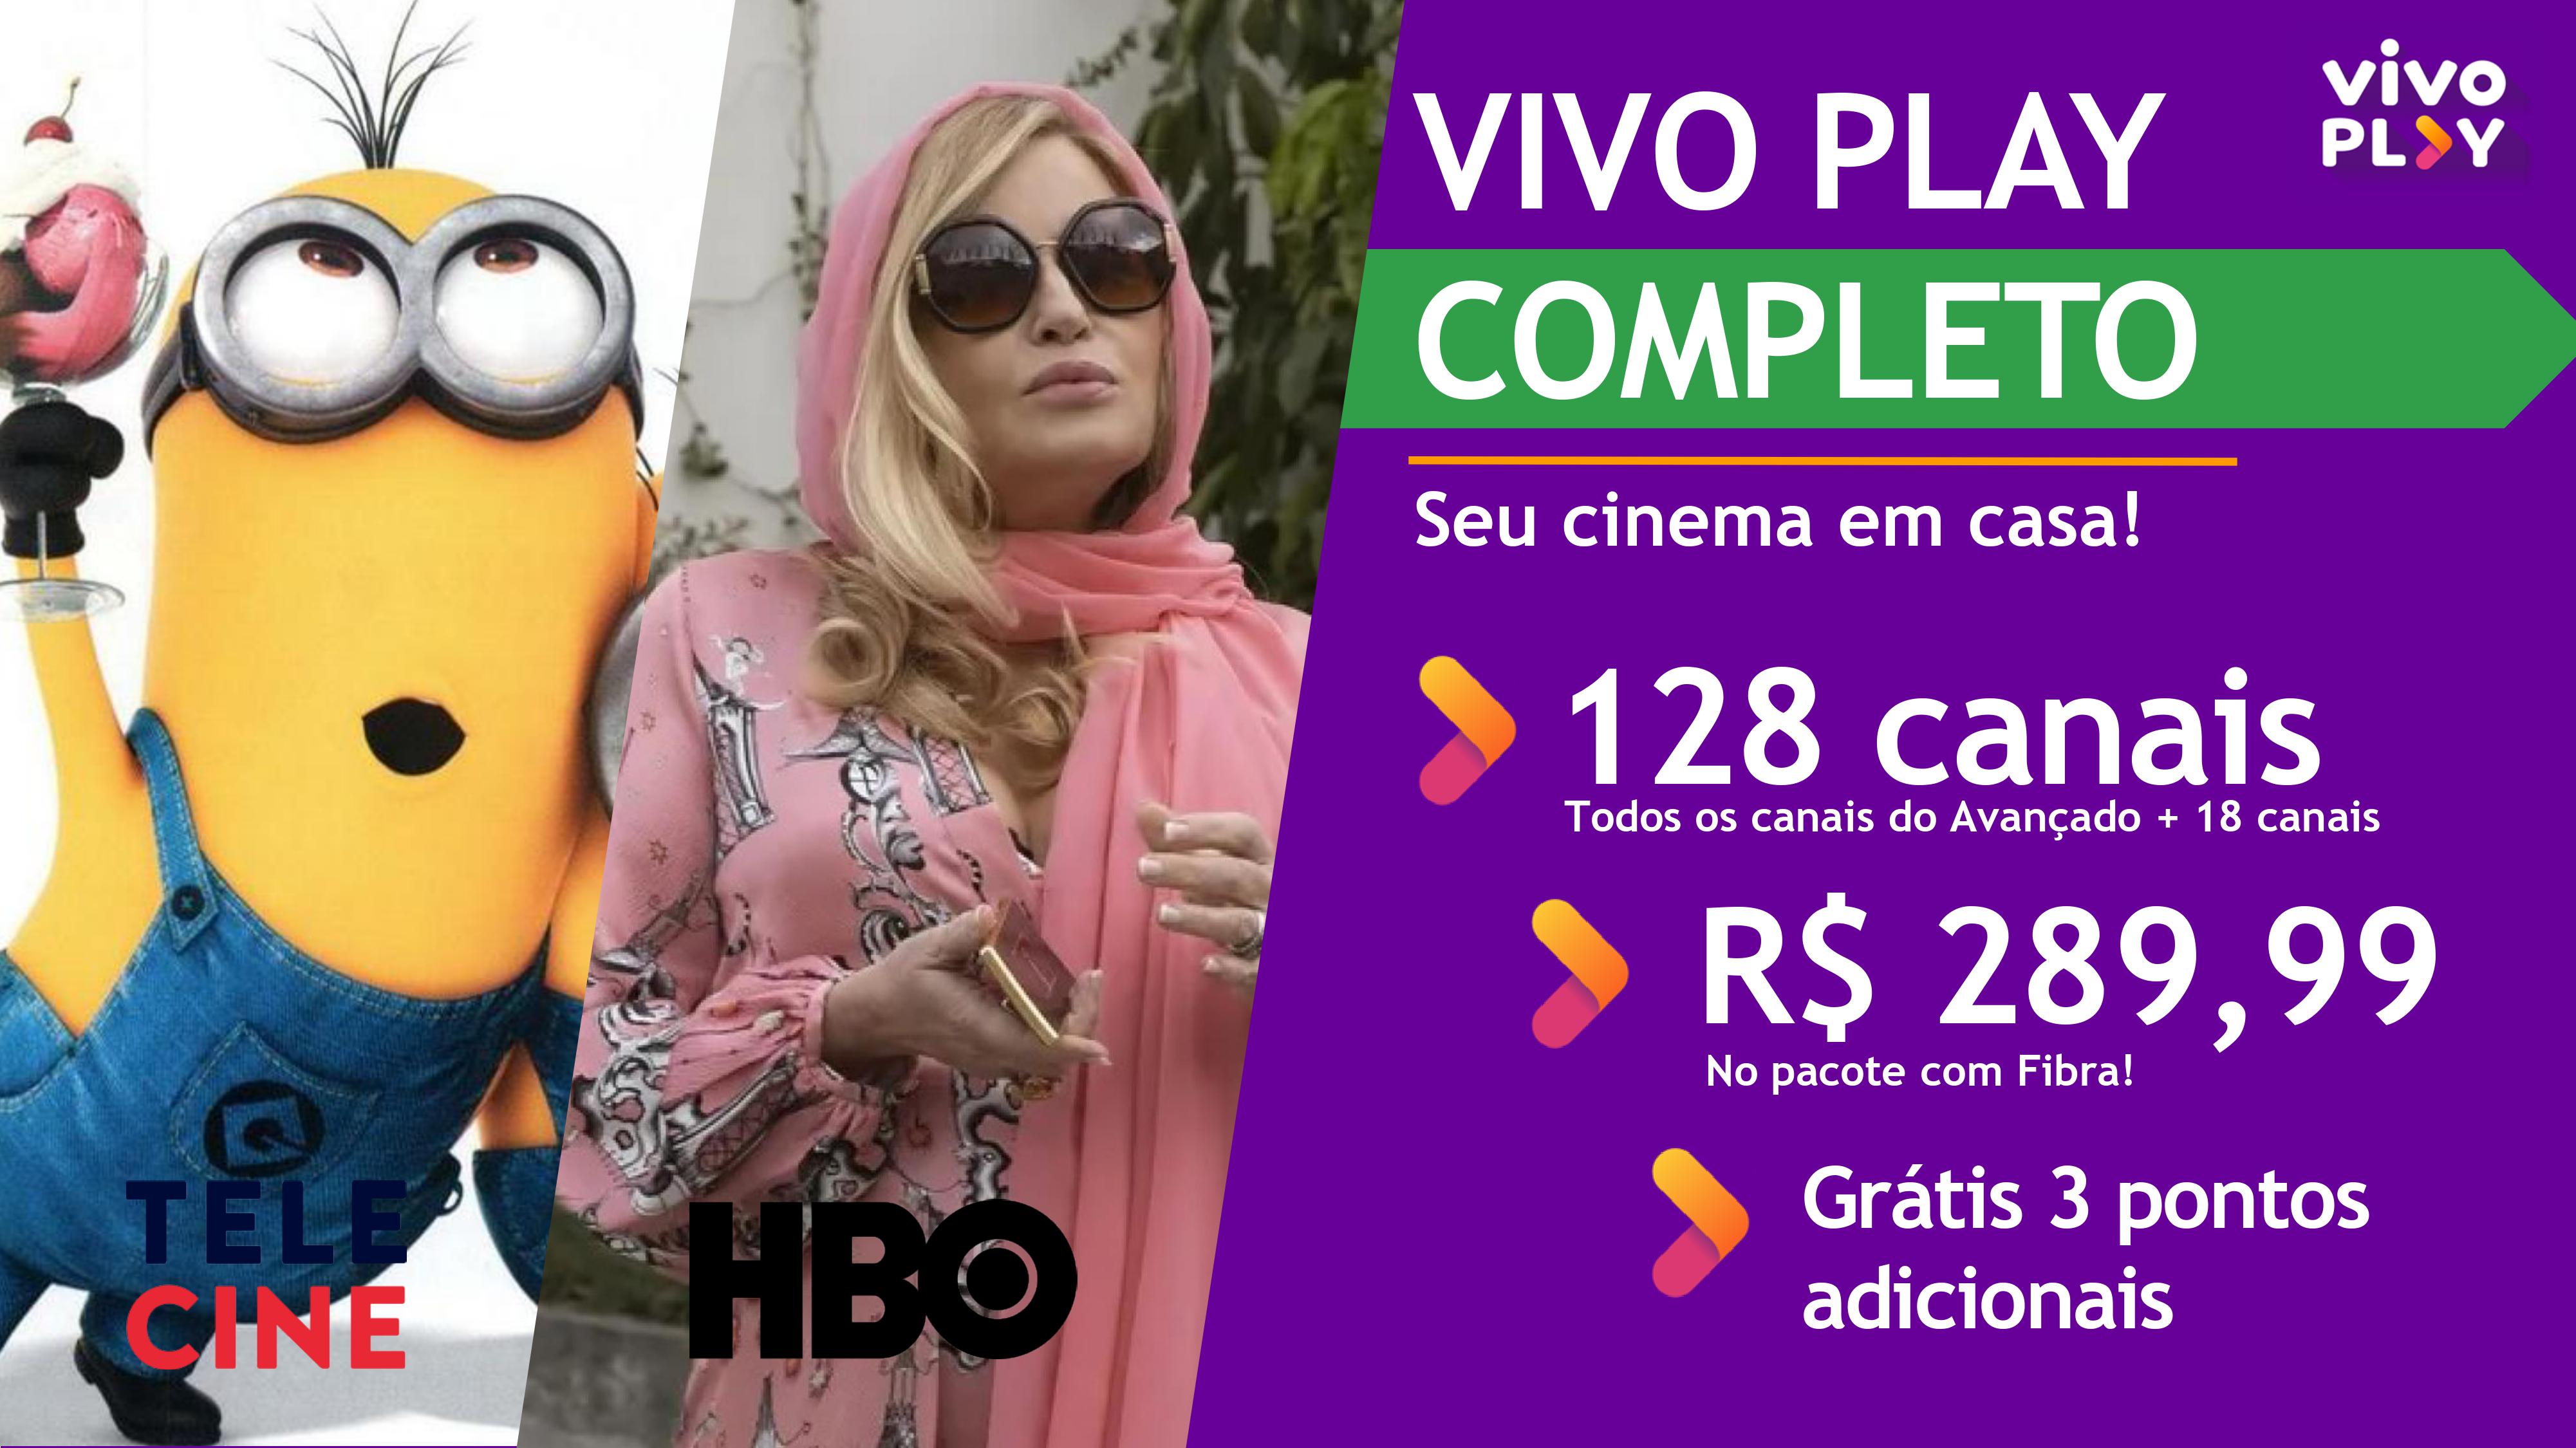 vivo
PLAY
VIVO PLAY
COMPLETO
Seu cinema em casa!
128 canais
Todos os canais do Avançado + 18 canais
R$ 289,99
No pacote com Fibra!
Grátis 3 pontos
adicionais
TELE
CINE
HBO